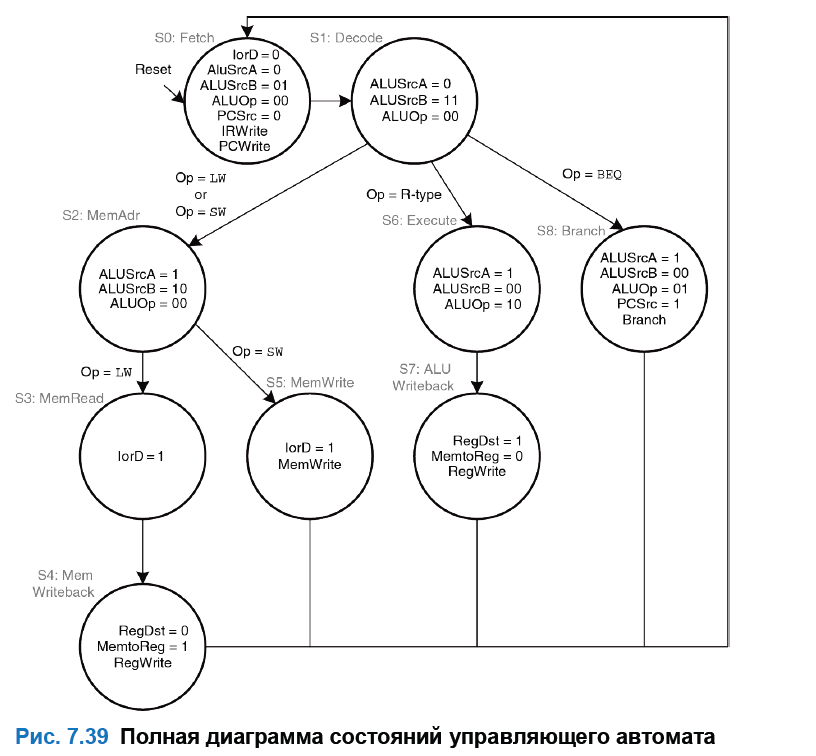 S0: Fetch
S1: Decode
Reset
IorD = 0
AluSrcA = 0
ALUSrcB = 01
ALUOp = 00
PCSrc = 0
IRWrite
PCWrite
ALUSrcA = 0
ALUSrcB = 11
ALUOp = 00
Op = LW
or
Op = SW
Op = R-type
Op = BEQ
S2: MemAdr
S6: Execute
S8: Branch
ALUSrcA = 1
ALUSrcB = 10
ALUOp = 00
ALUSrcA = 1
ALUSrcB = 00
ALUOp = 10
ALUSrcA = 1
ALUSrcB = 00
ALUOp = 01
PCSrc = 1
Branch
Op = LW
Op = SW
S3: MemRead
S5: MemWrite
S7: ALU
Writeback
IorD = 1
IorD = 1
MemWrite
RegDst = 1
MemtoReg = 0
RegWrite
S4: Mem
Writeback
RegDst = 0
MemtoReg = 1
RegWrite
Рис. 7.39 Полная диаграмма состояний управляющего автомата